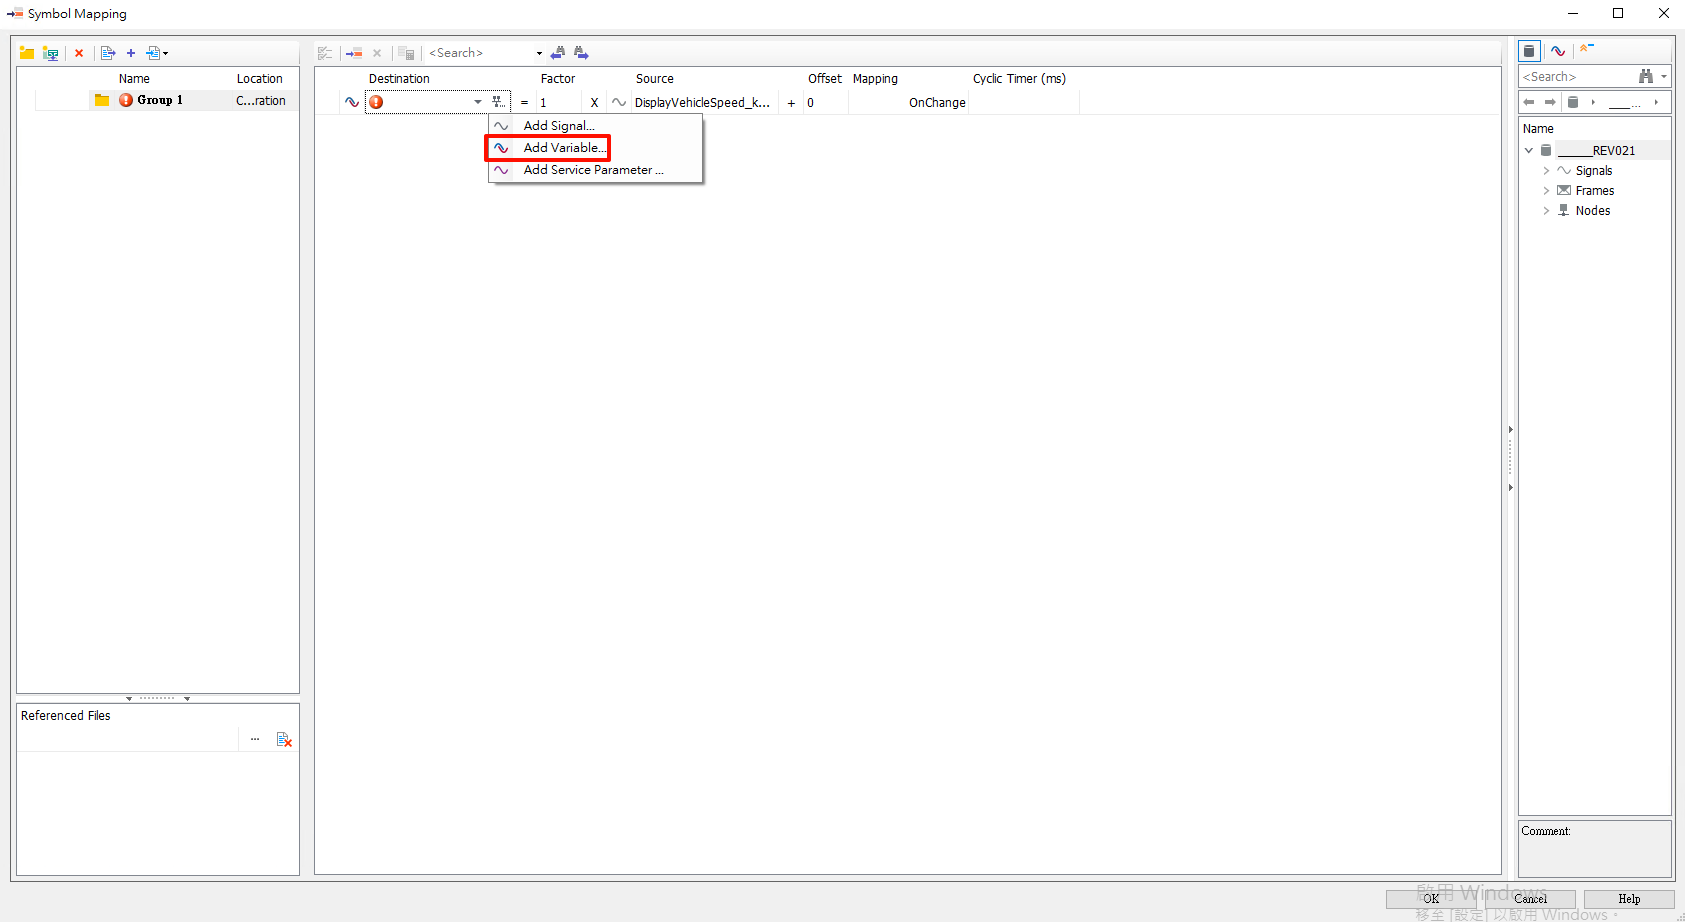 Symbol Mapping
<Search>
Name Location
Group 1 C...ration
Destination Factor Source Offset Mapping Cyclic Timer (ms)
= 1 X DisplayVehicleSpeed_k... + 0 OnChange
Add Signal...
Add Variable...
Add Service Parameter ...
Referenced Files
...
<Search>
___...
Name
_____REV021
Signals
Frames
Nodes
Comment:
OK Cancel Help
啟用 Windows
移至 [設定] 以啟用 Windows。